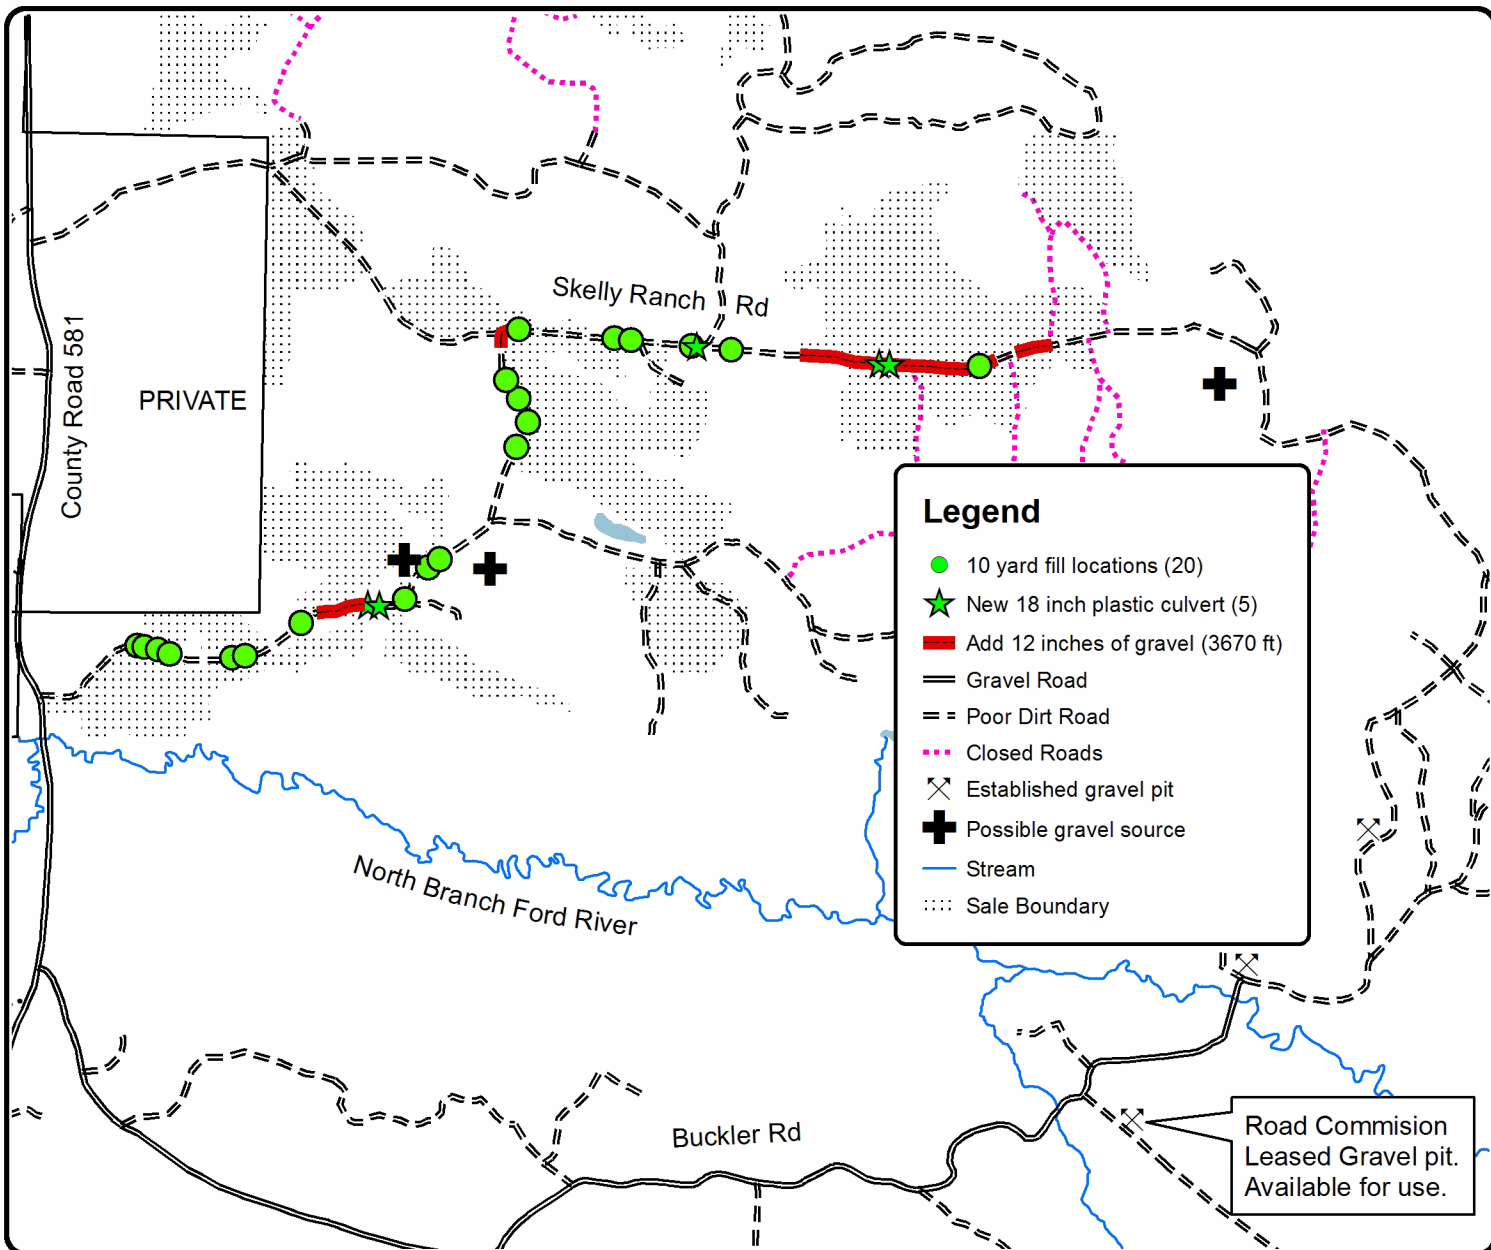 Skelly Ranch Rd
County Road 581
PRIVATE
Legend
10 yard fill locations (20)
New 18 inch plastic culvert (5)
Add 12 inches of gravel (3670 ft)
Gravel Road
Poor Dirt Road
Closed Roads
Established gravel pit
Possible gravel source
Stream
Sale Boundary
North Branch Ford River
Buckler Rd
Road Commision
Leased Gravel pit.
Available for use.